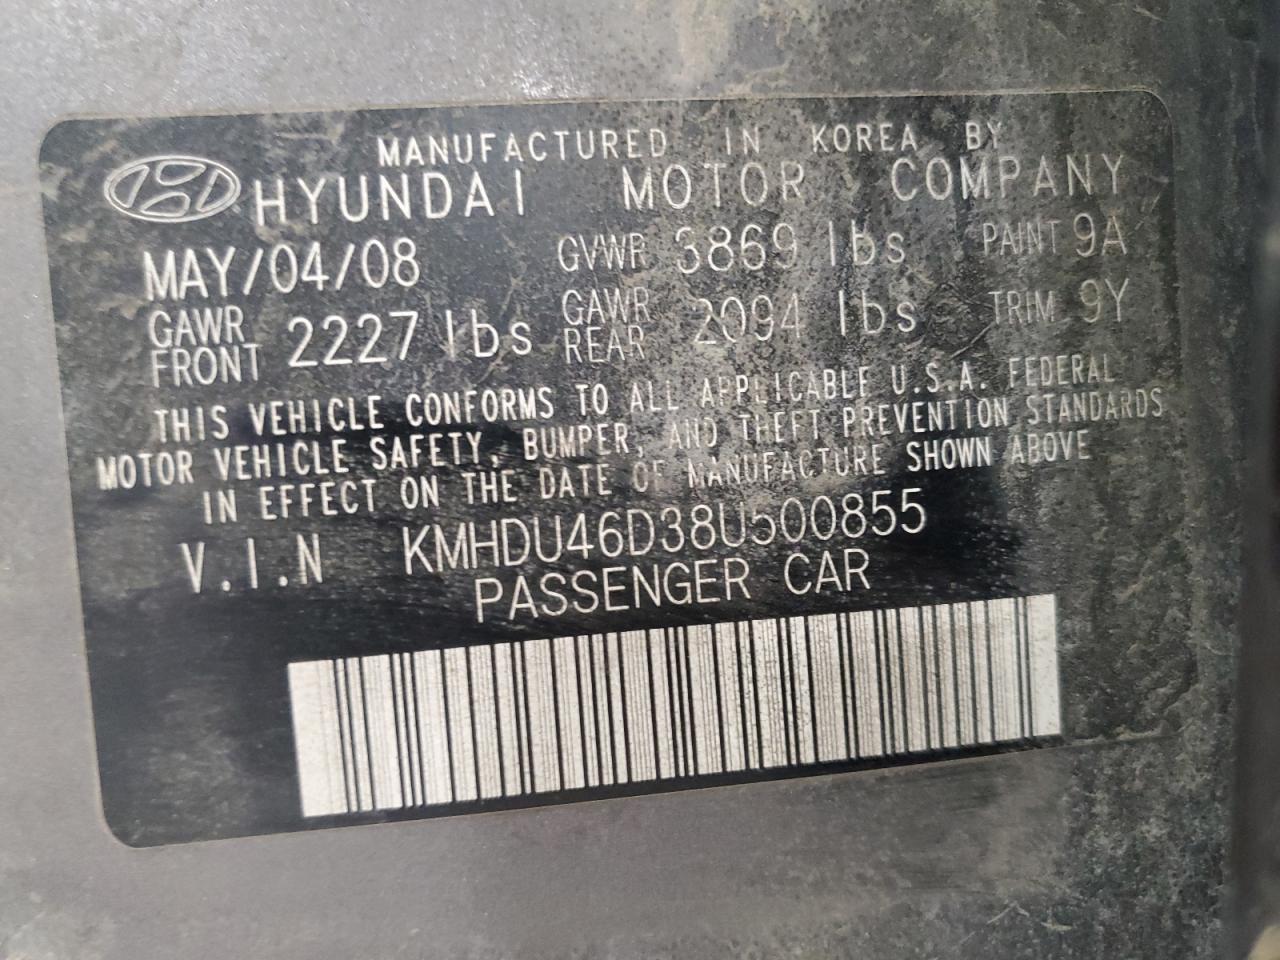 MANUFACTURED IN KOREA BY
HYUNDAI MOTOR COMPANY
MAY/04/08 GVWR 3869 lbs PAINT 9A
GAWR FRONT 2227 lbs GAWR REAR 2094 lbs TRIM 9Y
THIS VEHICLE CONFORMS TO ALL APPLICABLE U.S.A. FEDERAL
MOTOR VEHICLE SAFETY, BUMPER, AND THEFT PREVENTION STANDARDS
IN EFFECT ON THE DATE OF MANUFACTURE SHOWN ABOVE
V.I.N KMHDU46D38U500855
PASSENGER CAR